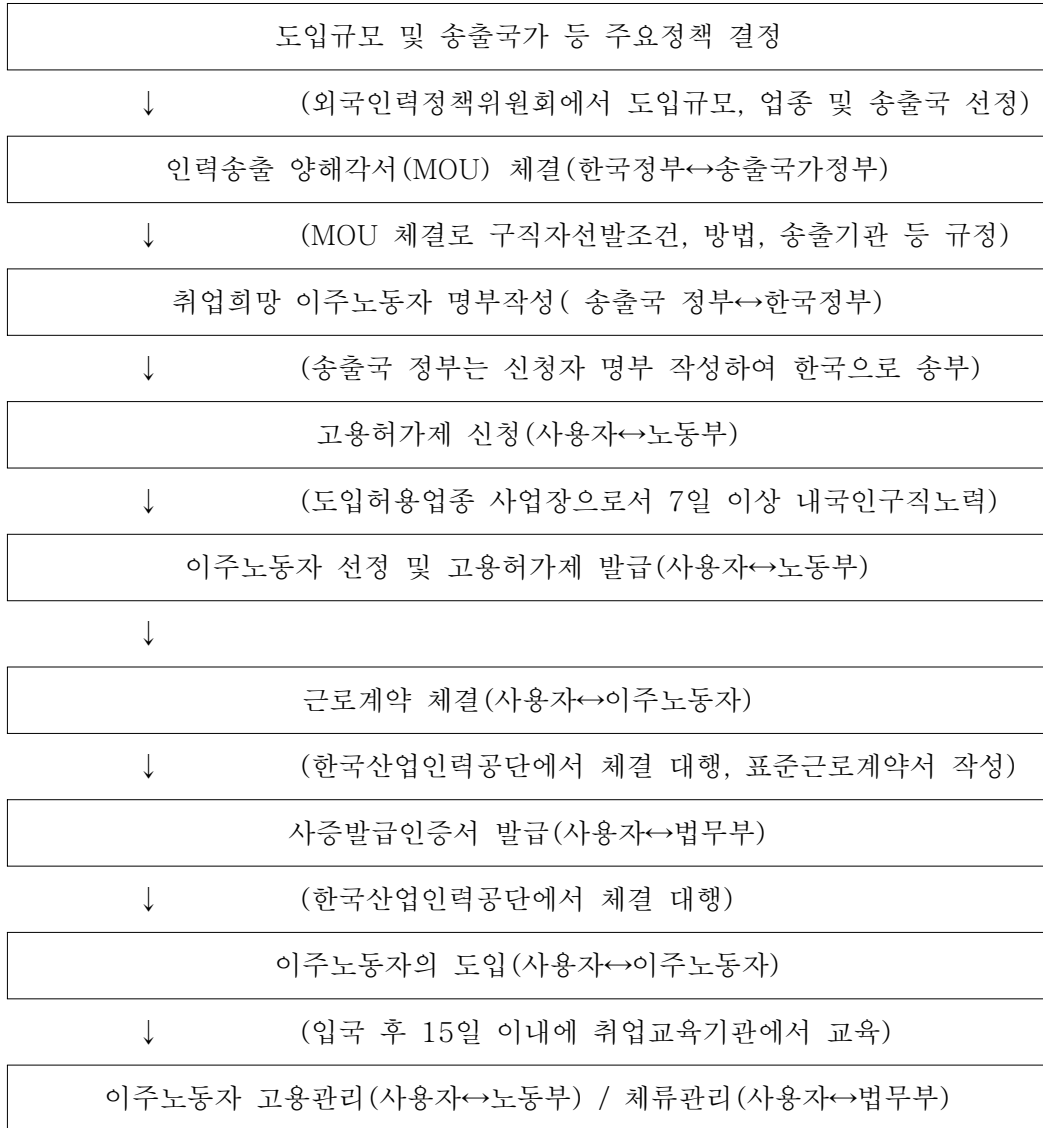 도입규모 및 송출국가 등 주요정책 결정
↓ (외국인력정책위원회에서 도입규모, 업종 및 송출국 선정)
인력송출 양해각서(MOU) 체결(한국정부↔송출국가정부)
↓ (MOU 체결로 구직자선발조건, 방법, 송출기관 등 규정)
취업희망 이주노동자 명부작성( 송출국 정부↔한국정부)
↓ (송출국 정부는 신청자 명부 작성하여 한국으로 송부)
고용허가제 신청(사용자↔노동부)
↓ (도입허용업종 사업장으로서 7일 이상 내국인구직노력)
이주노동자 선정 및 고용허가제 발급(사용자↔노동부)
↓
근로계약 체결(사용자↔이주노동자)
↓ (한국산업인력공단에서 체결 대행, 표준근로계약서 작성)
사증발급인증서 발급(사용자↔법무부)
↓ (한국산업인력공단에서 체결 대행)
이주노동자의 도입(사용자↔이주노동자)
↓ (입국 후 15일 이내에 취업교육기관에서 교육)
이주노동자 고용관리(사용자↔노동부) / 체류관리(사용자↔법무부)